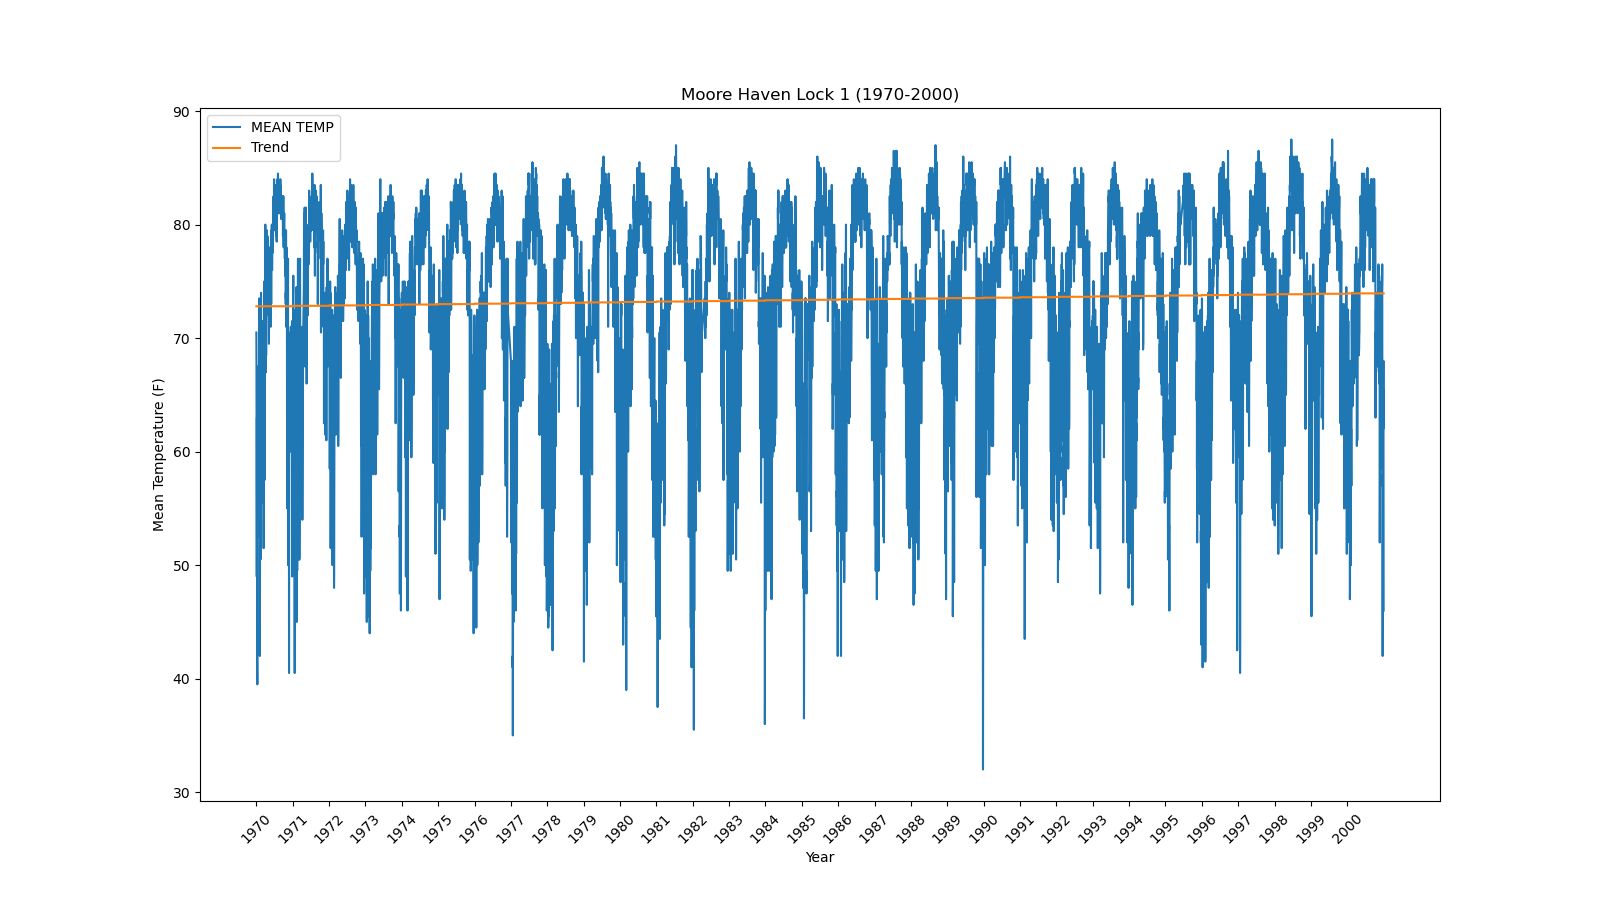 Moore Haven Lock 1 (1970-2000)
MEAN TEMP
Trend
90
80
70
60
50
40
30
Mean Temperature (F)
1970 1971 1972 1973 1974 1975 1976 1977 1978 1979 1980 1981 1982 1983 1984 1985 1986 1987 1988 1989 1990 1991 1992 1993 1994 1995 1996 1997 1998 1999 2000
Year